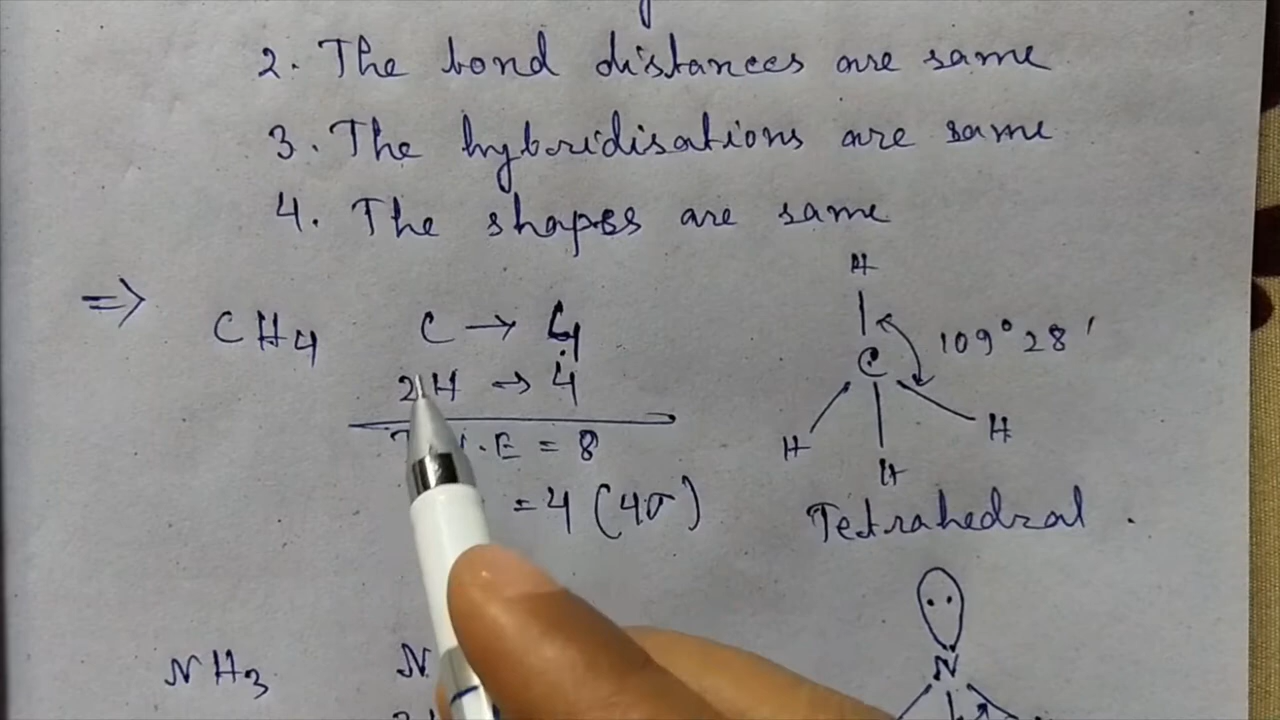 2. The bond distances are same
3. The hybridisations are same
4. The shapes are same
⇒ CH4 C → 4
2H → 4
.E = 8
= 4 (4σ)
H
C
109° 28'
H
H
H
Tetrahedral .
NH3 N
N